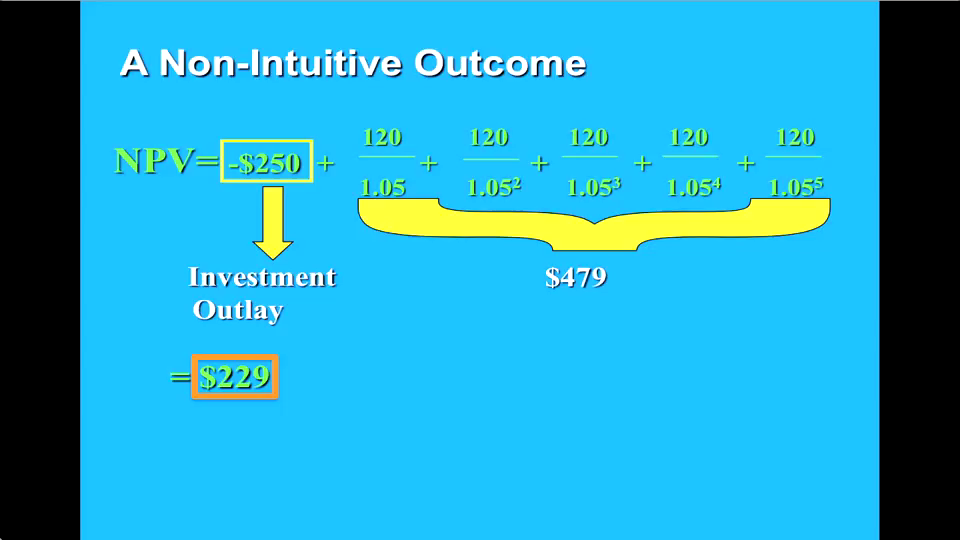 A Non-Intuitive Outcome
120 120 120 120 120
NPV= -$250 + + + + +
1.05 1.05² 1.05³ 1.05⁴ 1.05⁵
Investment
Outlay
$479
= $229